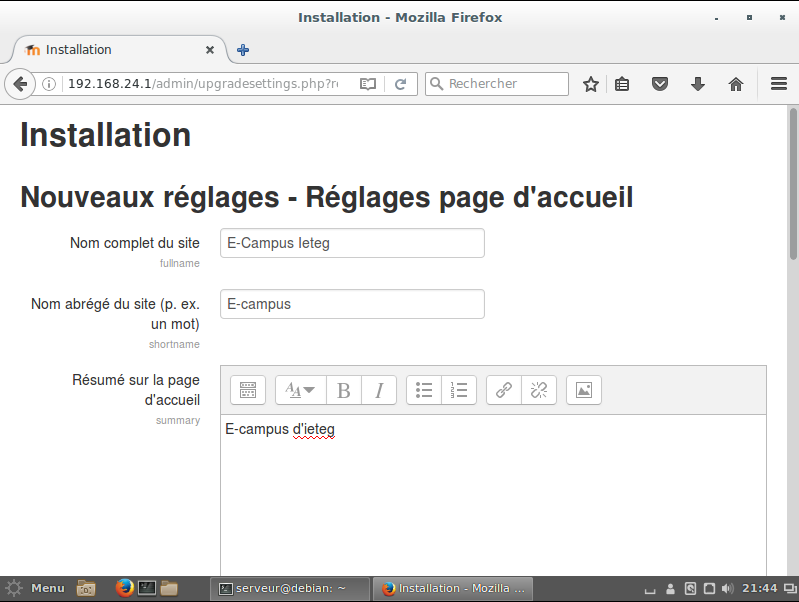 Installation - Mozilla Firefox
Installation
192.168.24.1/admin/upgradesettings.php?re
Rechercher
Installation
Nouveaux réglages - Réglages page d'accueil
Nom complet du site
E-Campus Ieteg
fullname
Nom abrégé du site (p. ex.
un mot)
E-campus
shortname
Résumé sur la page
d'accueil
summary
E-campus d'ieteg
Menu
serveur@debian: ~
Installation - Mozilla ...
21:44